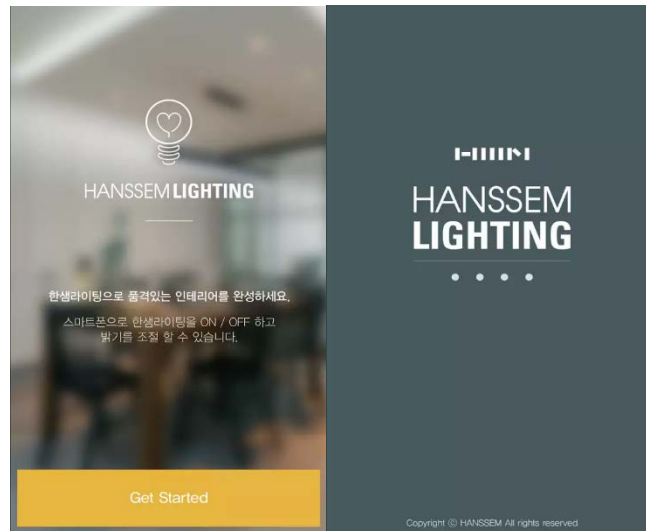 HANSSEM LIGHTING
한샘라이팅으로 품격있는 인테리어를 완성하세요.
스마트폰으로 한샘라이팅을 ON / OFF 하고
밝기를 조절 할 수 있습니다.
Get Started
HANSSEM
LIGHTING
Copyright ⓒ HANSSEM All rights reserved